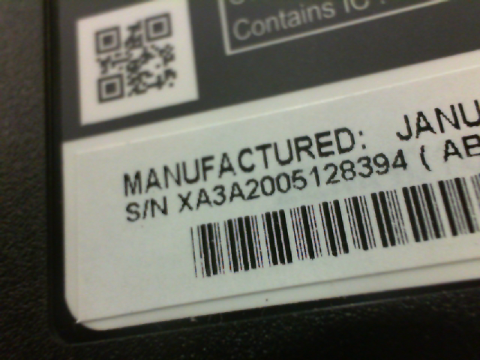 Contains IC
MANUFACTURED: JANU
S/N XA3A2005128394 ( AB